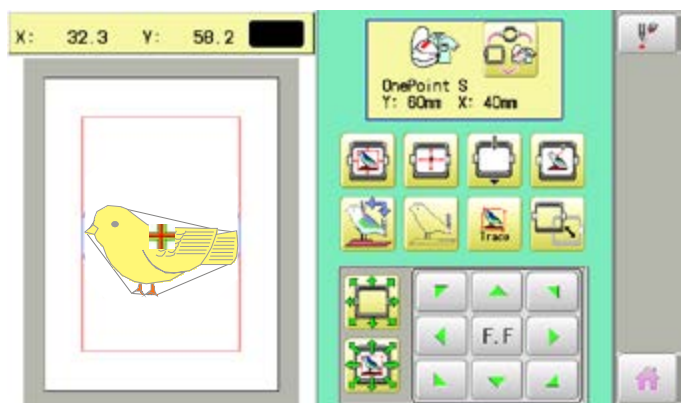 X: 32.3 Y: 58.2
OnePoint S
Y: 60mm X: 40mm
Trace
F.F